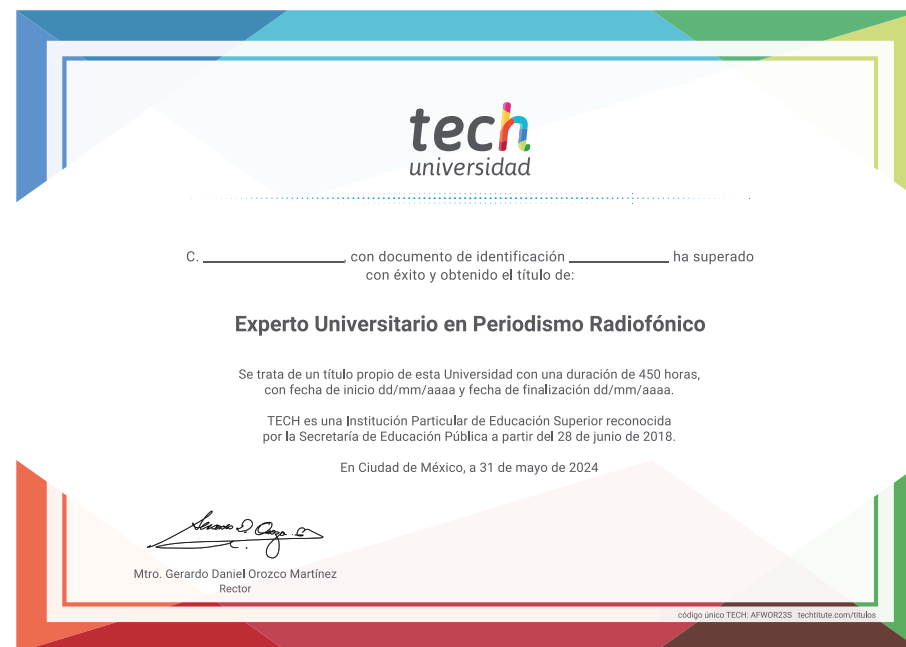 tech
universidad
C. ____________, con documento de identificación ____________ ha superado
con éxito y obtenido el título de:
Experto Universitario en Periodismo Radiofónico
Se trata de un título propio de esta Universidad con una duración de 450 horas,
con fecha de inicio dd/mm/aaaa y fecha de finalización dd/mm/aaaa.
TECH es una Institución Particular de Educación Superior reconocida
por la Secretaría de Educación Pública a partir del 28 de junio de 2018.
En Ciudad de México, a 31 de mayo de 2024
Mtro. Gerardo Daniel Orozco Martínez
Rector
código único TECH: AFWOR23S techtitute.com/titulos